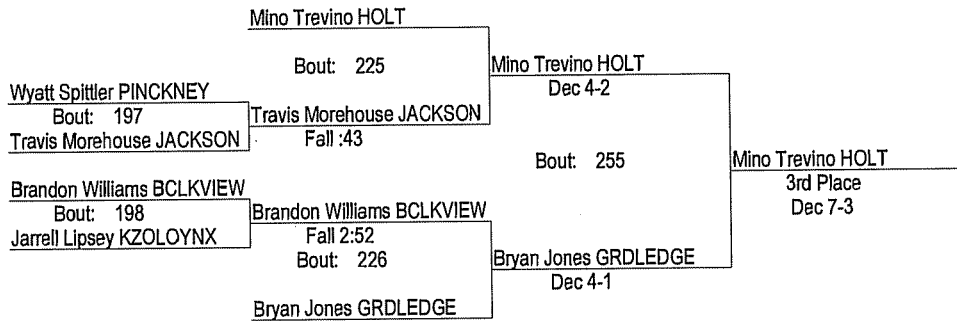 Mino Trevino HOLT
Bout: 225
Mino Trevino HOLT
Dec 4-2
Wyatt Spittler PINCKNEY
Bout: 197
Travis Morehouse JACKSON
Travis Morehouse JACKSON
Fall :43
Bout: 255
Mino Trevino HOLT
3rd Place
Dec 7-3
Brandon Williams BCLKVIEW
Bout: 198
Jarrell Lipsey KZOLOYNX
Brandon Williams BCLKVIEW
Fall 2:52
Bout: 226
Bryan Jones GRDLEDGE
Dec 4-1
Bryan Jones GRDLEDGE